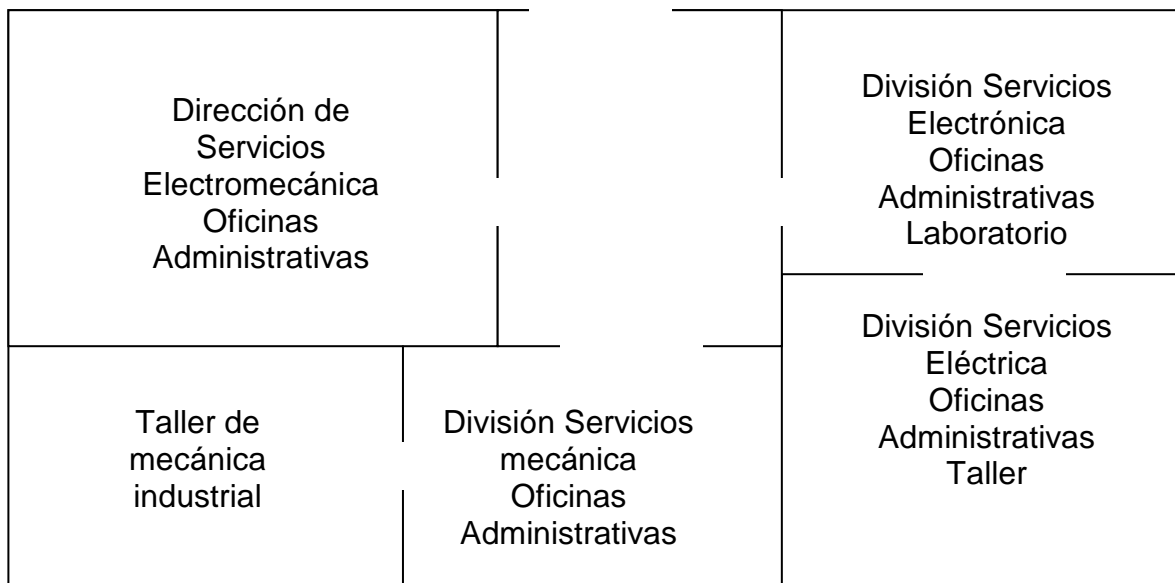 Dirección de
Servicios
Electromecánica
Oficinas
Administrativas
División Servicios
Electrónica
Oficinas
Administrativas
Laboratorio
División Servicios
Eléctrica
Oficinas
Administrativas
Taller
Taller de
mecánica
industrial
División Servicios
mecánica
Oficinas
Administrativas